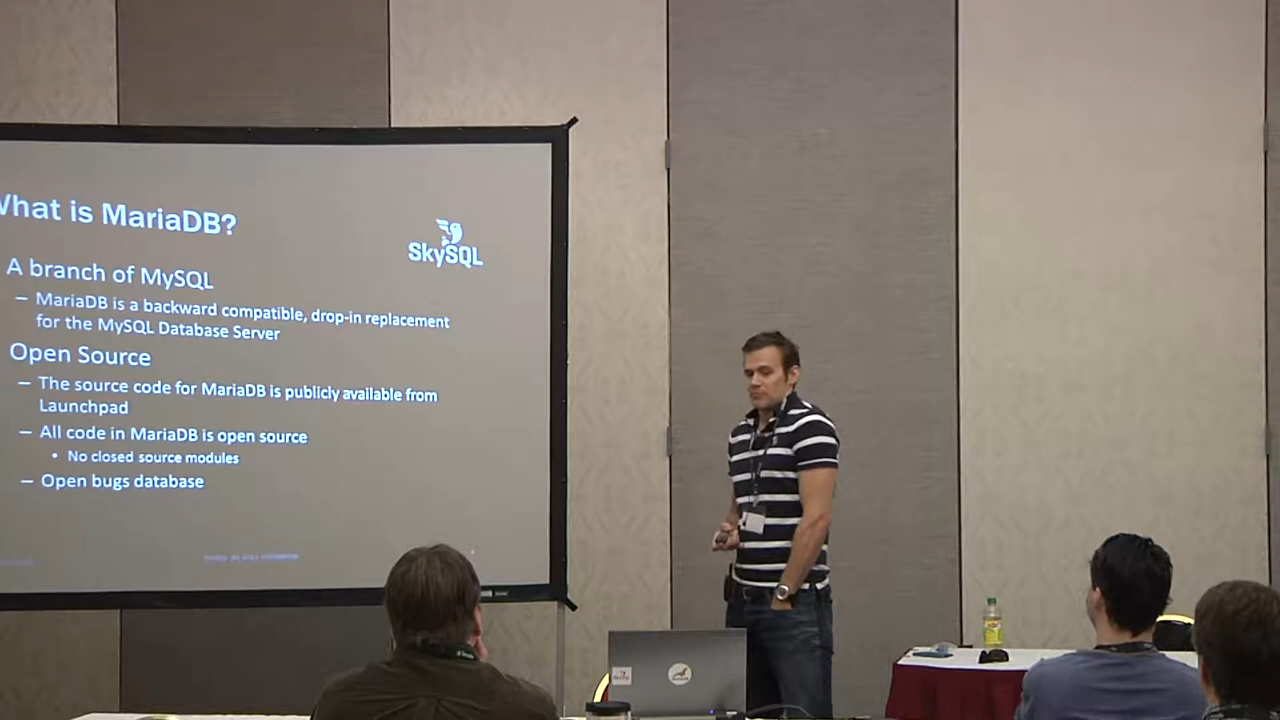 What is MariaDB?
SkySQL
A branch of MySQL
– MariaDB is a backward compatible, drop-in replacement
for the MySQL Database Server
Open Source
– The source code for MariaDB is publicly available from
Launchpad
– All code in MariaDB is open source
• No closed source modules
– Open bugs database